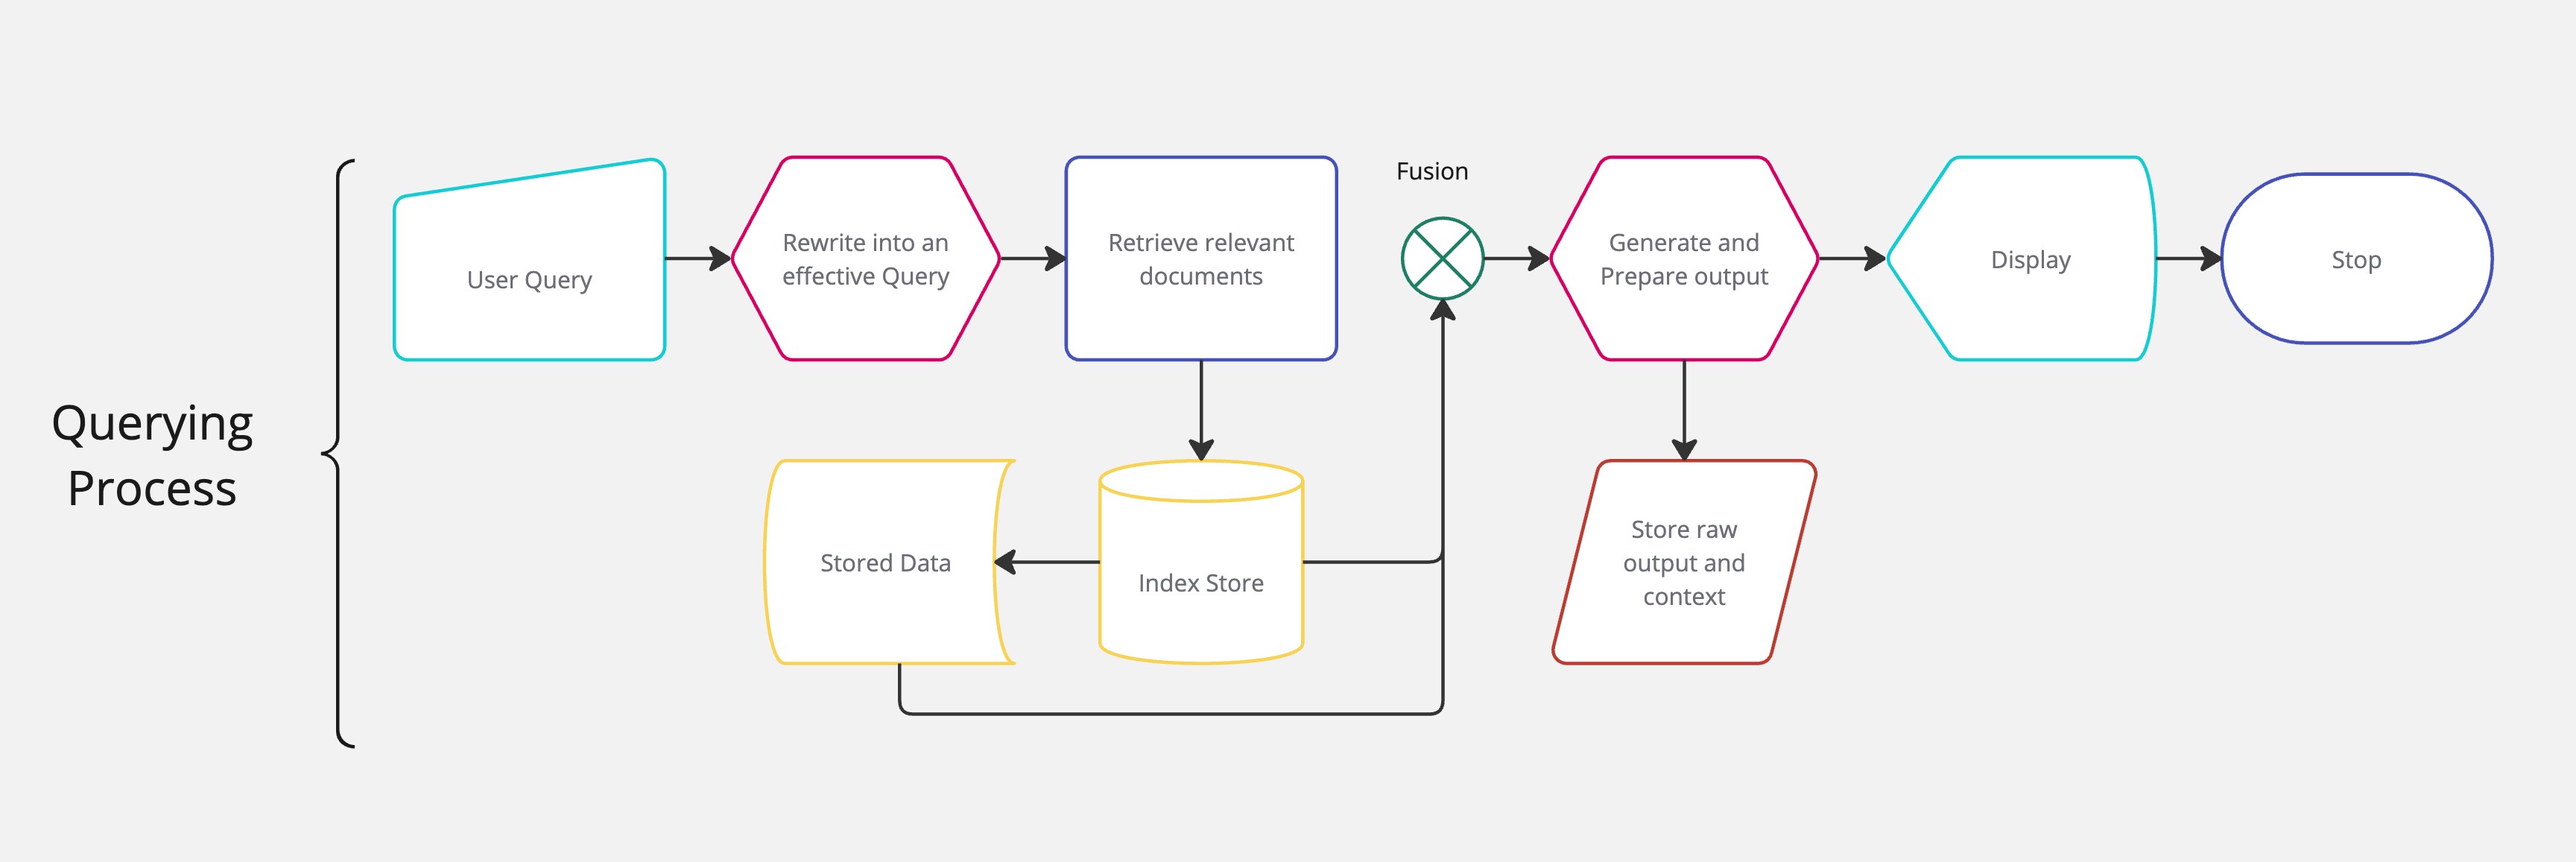 Querying
Process
User Query
Rewrite into an
effective Query
Retrieve relevant
documents
Fusion
Generate and
Prepare output
Display
Stop
Stored Data
Index Store
Store raw
output and
context